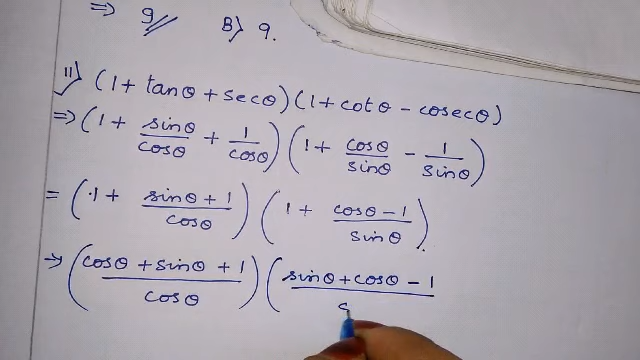 => 9// B) 9.
11) (1 + tanθ + secθ)(1 + cotθ - cosecθ)
=> (1 + sinθ/cosθ + 1/cosθ) (1 + cosθ/sinθ - 1/sinθ)
= (1 + sinθ + 1/cosθ) (1 + cosθ - 1/sinθ)
→ (cosθ + sinθ + 1/cosθ) (sinθ + cosθ - 1/